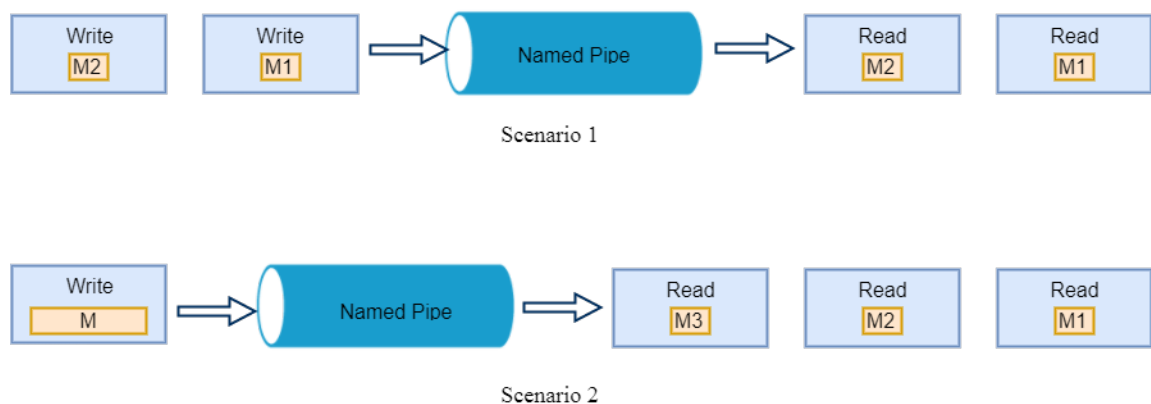 Write
M2
Write
M1
Named Pipe
Read
M2
Read
M1
Scenario 1
Write
M
Named Pipe
Read
M3
Read
M2
Read
M1
Scenario 2